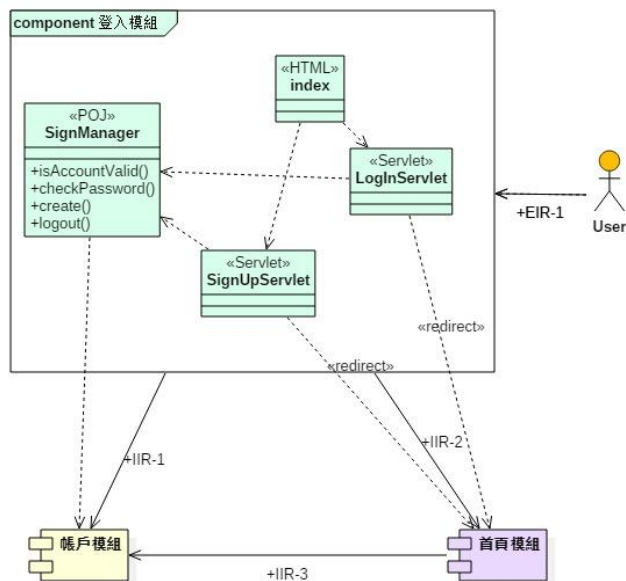 component 登入模組
«HTML»
index
«POJ»
SignManager
+isAccountValid()
+checkPassword()
+create()
+logout()
«Servlet»
LogInServlet
+EIR-1
User
«Servlet»
SignUpServlet
«redirect»
«redirect»
+IIR-1
+IIR-2
帳戶模組
首頁模組
+IIR-3